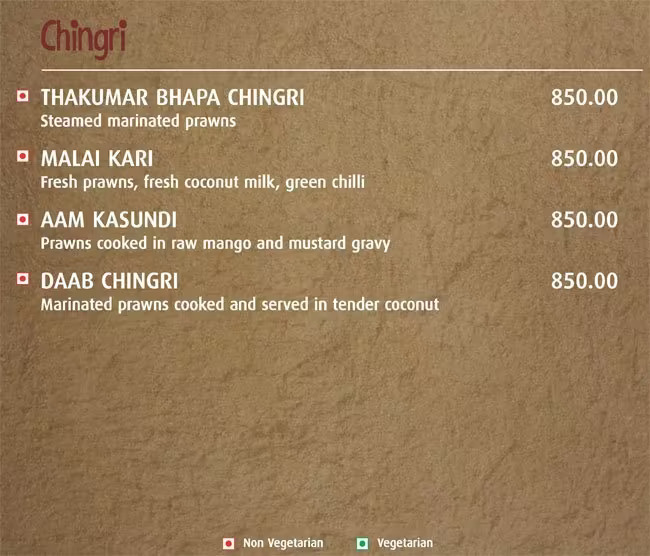 Chingri
THAKUMAR BHAPA CHINGRI 850.00
Steamed marinated prawns
MALAI KARI 850.00
Fresh prawns, fresh coconut milk, green chilli
AAM KASUNDI 850.00
Prawns cooked in raw mango and mustard gravy
DAAB CHINGRI 850.00
Marinated prawns cooked and served in tender coconut
Non Vegetarian Vegetarian